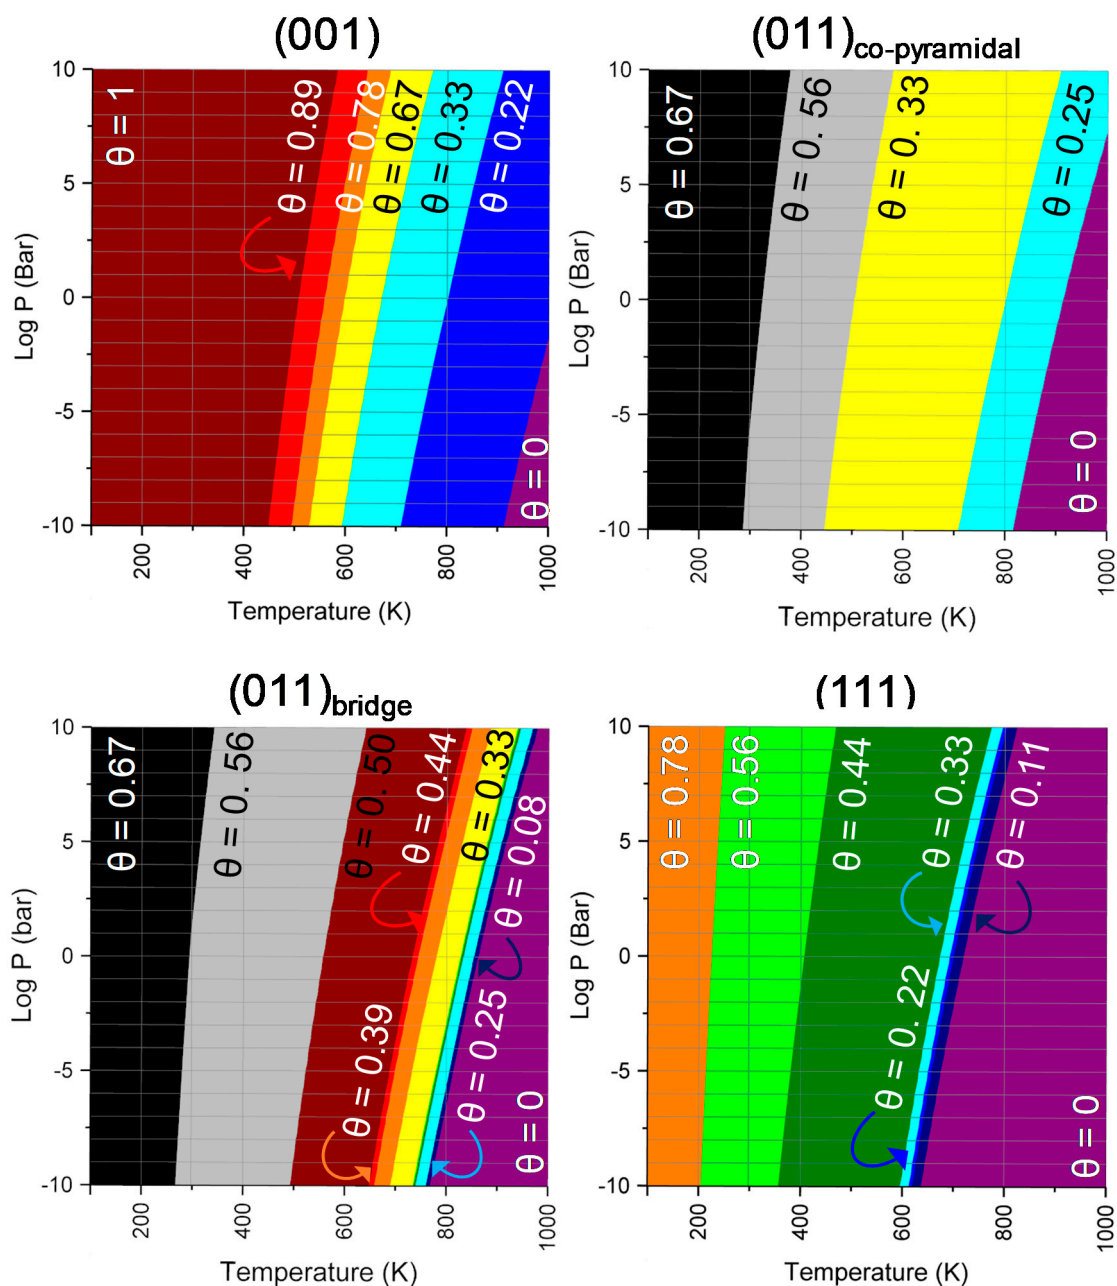 (001)
10
5
0
-5
-10
Log P (Bar)
θ = 1
θ = 0.89
θ = 0.78
θ = 0.67
θ = 0.33
θ = 0.22
θ = 0
200
400
600
800
1000
Temperature (K)
(011)co-pyramidal
10
5
0
-5
-10
Log P (Bar)
θ = 0.67
θ = 0. 56
θ = 0. 33
θ = 0.25
θ = 0
200
400
600
800
1000
Temperature (K)
(011)bridge
10
5
0
-5
-10
Log P (bar)
θ = 0.67
θ = 0. 56
θ = 0. 50
θ = 0.44
θ = 0.33
θ = 0.08
θ = 0.39
θ = 0.25
θ = 0
200
400
600
800
1000
Temperature (K)
(111)
10
5
0
-5
-10
Log P (Bar)
θ = 0.78
θ = 0.56
θ = 0.44
θ = 0.33
θ = 0.11
θ = 0. 22
θ = 0
200
400
600
800
1000
Temperature (K)